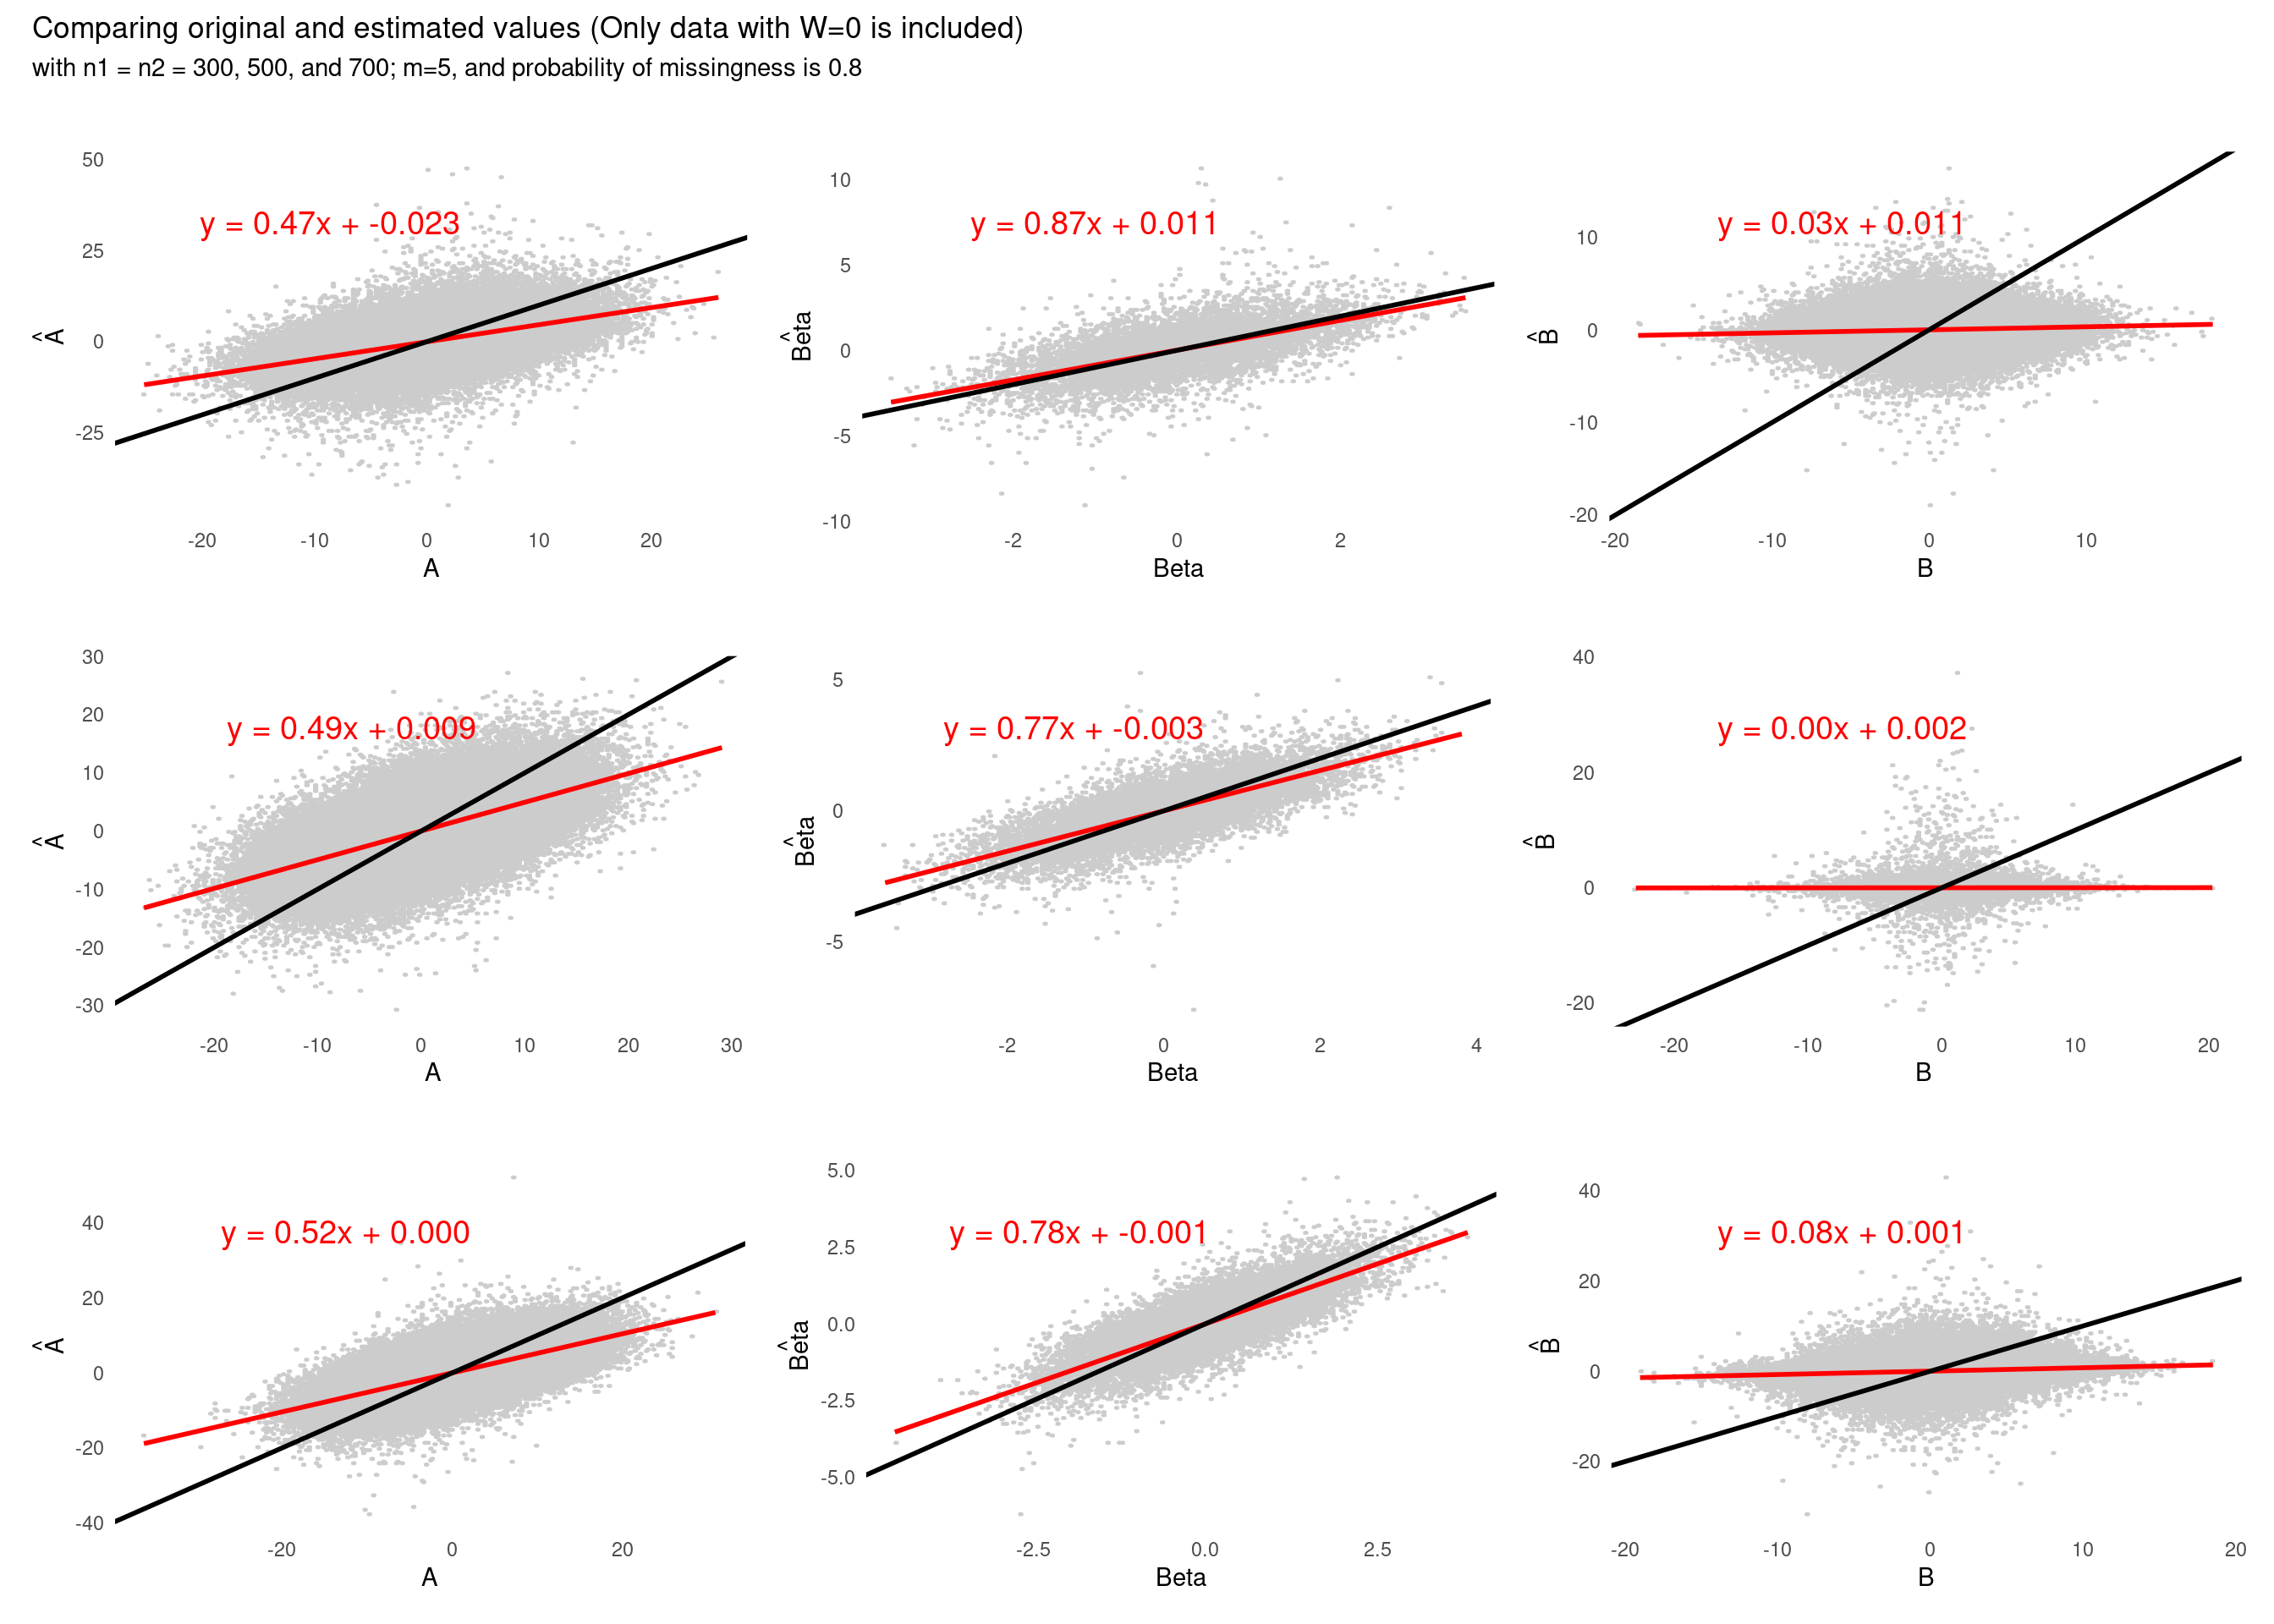 Comparing original and estimated values (Only data with W=0 is included)
with n1 = n2 = 300, 500, and 700; m=5, and probability of missingness is 0.8
50
25
0
-25
Â
y = 0.47x + -0.023
-20 -10 0 10 20
A
10
5
0
-5
-10
Bêta
y = 0.87x + 0.011
-2 0 2
Beta
10
0
-10
-20
B̂
y = 0.03x + 0.011
-20 -10 0 10
B
30
20
10
0
-10
-20
-30
Â
y = 0.49x + 0.009
-20 -10 0 10 20 30
A
5
0
-5
Bêta
y = 0.77x + -0.003
-2 0 2 4
Beta
40
20
0
-20
B̂
y = 0.00x + 0.002
-20 -10 0 10 20
B
40
20
0
-20
-40
Â
y = 0.52x + 0.000
-20 0 20
A
5.0
2.5
0.0
-2.5
-5.0
Bêta
y = 0.78x + -0.001
-2.5 0.0 2.5
Beta
40
20
0
-20
B̂
y = 0.08x + 0.001
-20 -10 0 10 20
B